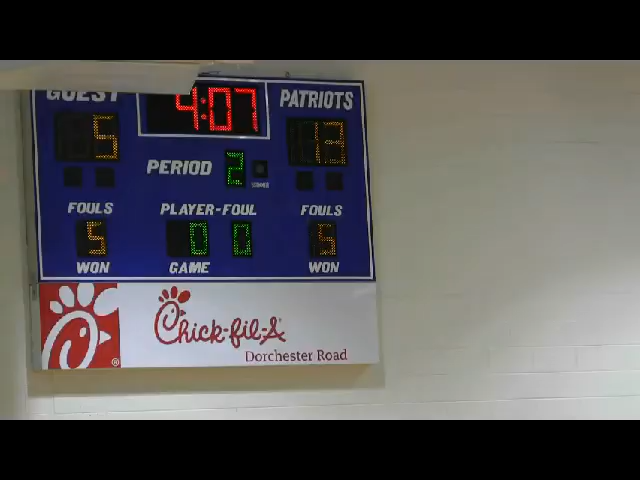 GUEST 4:07 PATRIOTS
5 13
PERIOD 2
FOULS PLAYER-FOUL FOULS
5 0 0 5
WON GAME WON
Chick-fil-A®
Dorchester Road